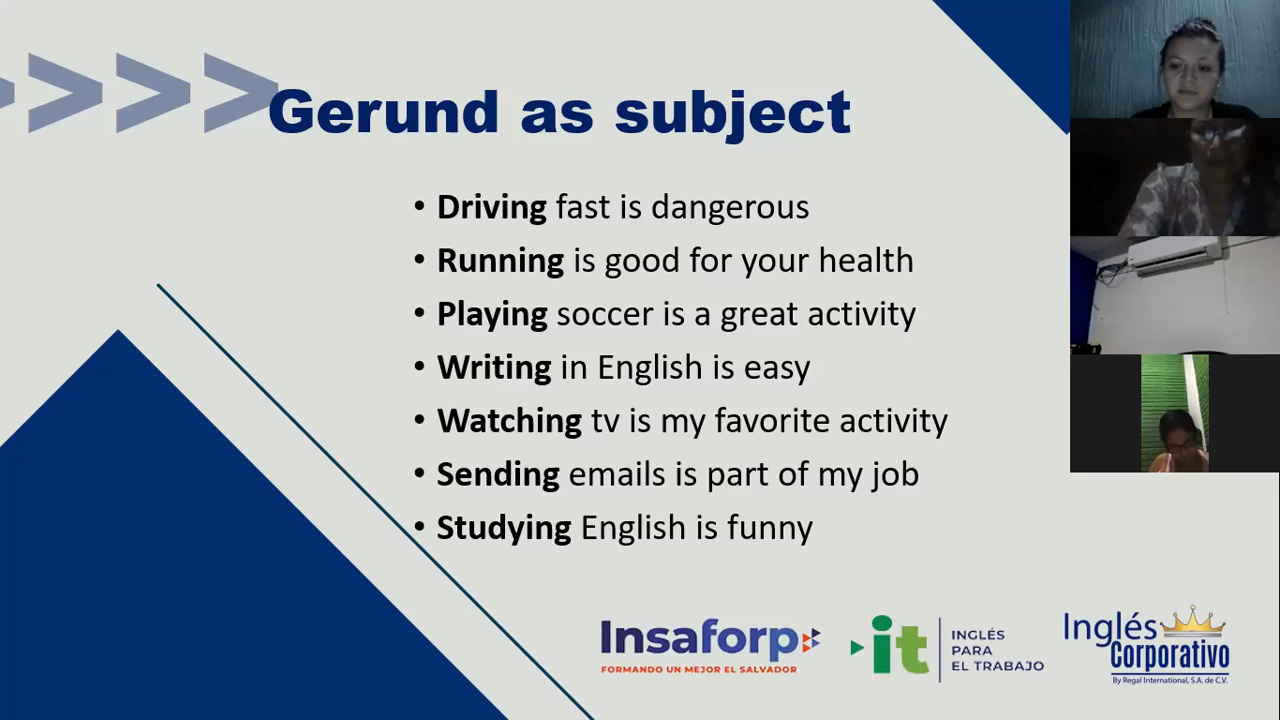 Gerund as subject
• Driving fast is dangerous
• Running is good for your health
• Playing soccer is a great activity
• Writing in English is easy
• Watching tv is my favorite activity
• Sending emails is part of my job
• Studying English is funny
Insaforp
FORMANDO UN MEJOR EL SALVADOR
it
INGLÉS
PARA
EL TRABAJO
Inglés
Corporativo
By Regal International, S.A. de C.V.